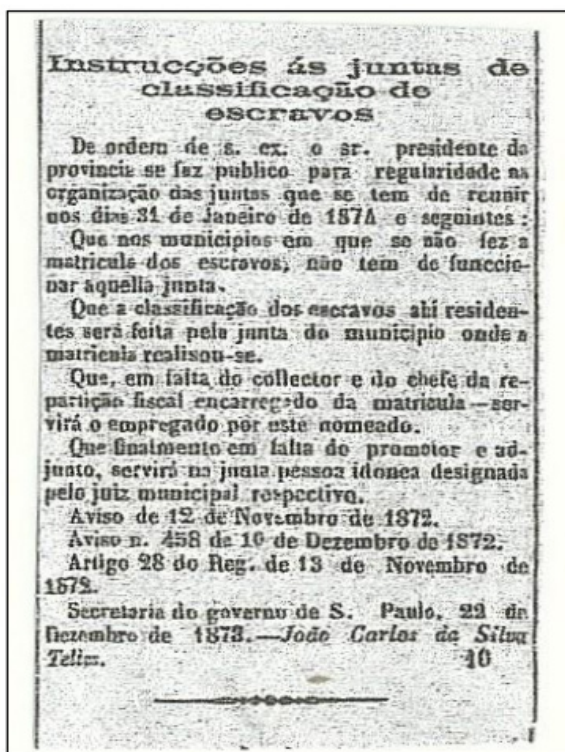 Instrucções ás juntas de
classificação de
escravos
De ordem de s. ex. o sr. presidente da
provincia se faz publico para regularidade na
organização das juntas que se tem de reunir
nos dias 31 de Janeiro de 1874 e seguintes :
Que nos municipios em que se não fez a
matricula dos escravos, não tem de funccio-
nar aquella junta.
Que a classificação dos escravos ahi residen-
tes será feita pela junta do municipio onde a
matricula realisou-se.
Que, em falta do collector e do chefe da re-
partição fiscal encarregado da matricula—ser-
virá o empregado por este nomeado.
Que finalmente em falta do promotor e ad-
junto, servirá na junta pessoa idonea designada
pelo juiz municipal respectivo.
Aviso de 12 de Novembro de 1872.
Aviso n. 458 de 10 de Dezembro de 1872.
Artigo 28 do Reg. de 13 de Novembro de
1872.
Secretaria do governo de S. Paulo, 22 de
Dezembro de 1873.—João Carlos da Silva
Telles. 10